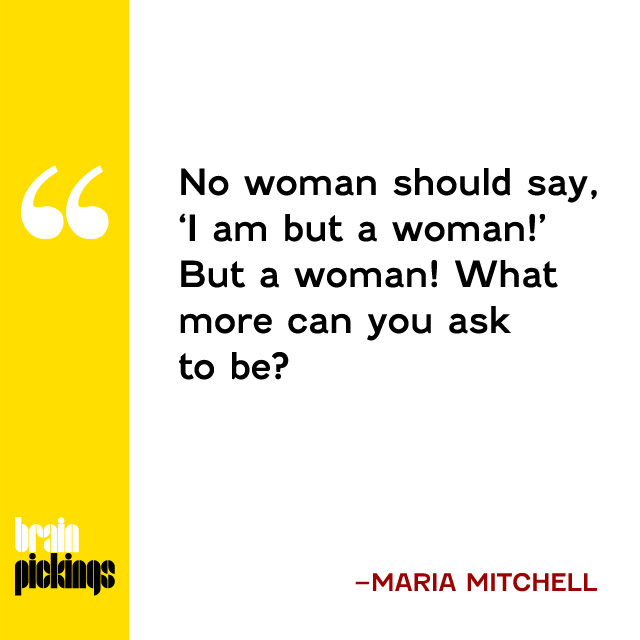 “
No woman should say,
‘I am but a woman!’
But a woman! What
more can you ask
to be?
brain
pickings
–MARIA MITCHELL